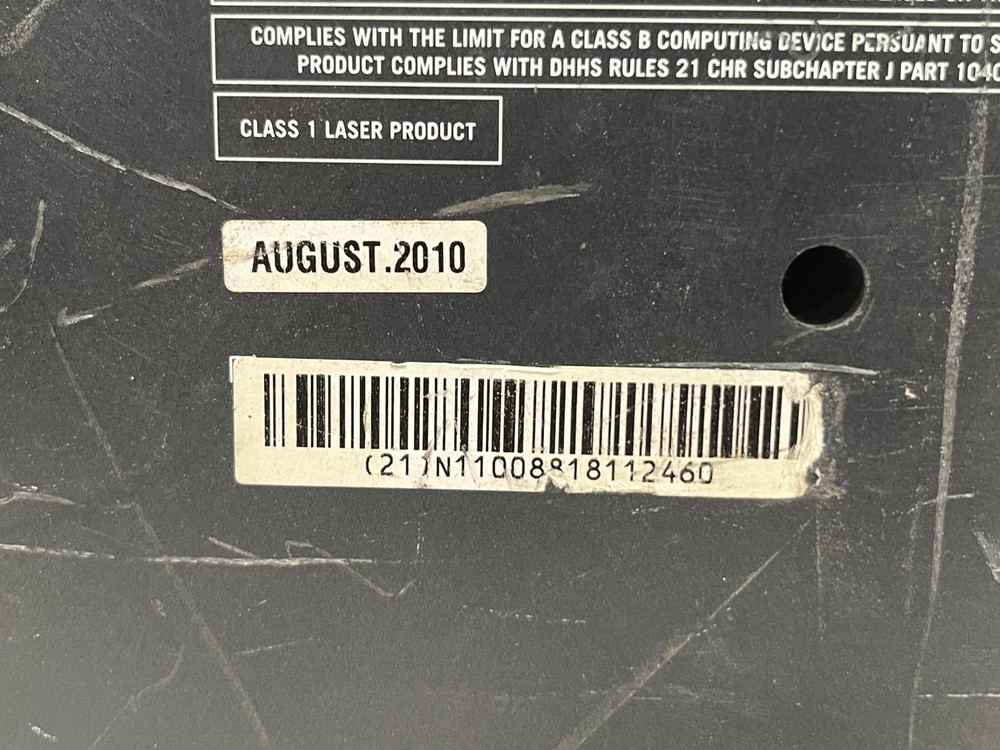 COMPLIES WITH THE LIMIT FOR A CLASS B COMPUTING DEVICE PERSUANT TO S
PRODUCT COMPLIES WITH DHHS RULES 21 CHR SUBCHAPTER J PART 1040
CLASS 1 LASER PRODUCT
AUGUST.2010
(21)N11008818112460